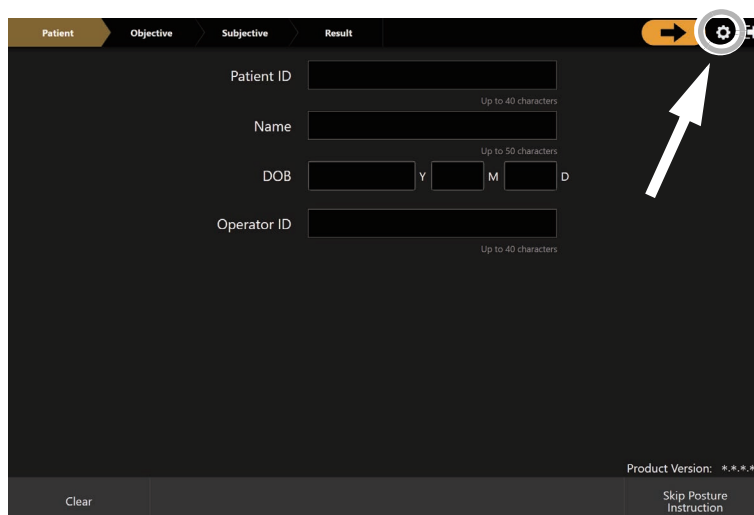 Patient Objective Subjective Result
Patient ID
Up to 40 characters
Name
Up to 50 characters
DOB Y M D
Operator ID
Up to 40 characters
Product Version: *.*.*.*
Clear
Skip Posture
Instruction